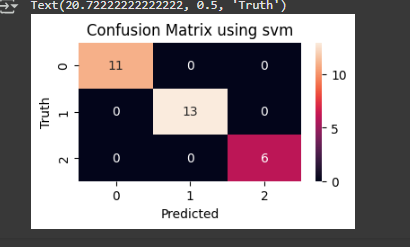 Text(20.72222222222222, 0.5, 'Truth')
Confusion Matrix using svm
0 11 0 0
1 0 13 0
2 0 0 6
Truth
0 1 2
Predicted
10
5
0